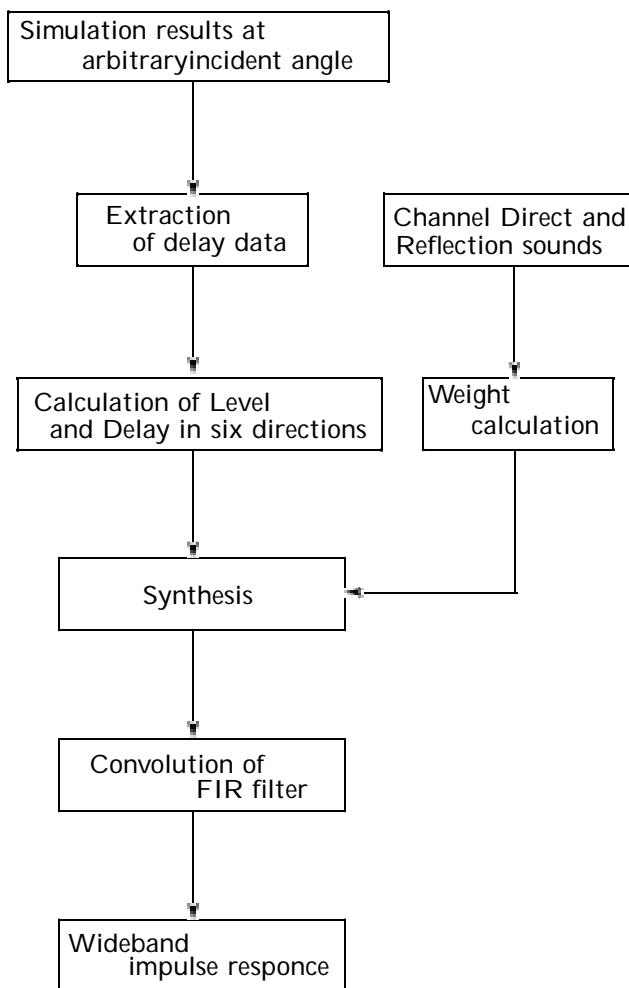 Simulation results at
arbitraryincident angle
Extraction
of delay data
Channel Direct and
Reflection sounds
Calculation of Level
and Delay in six directions
Weight
calculation
Synthesis
Convolution of
FIR filter
Wideband
impulse responce